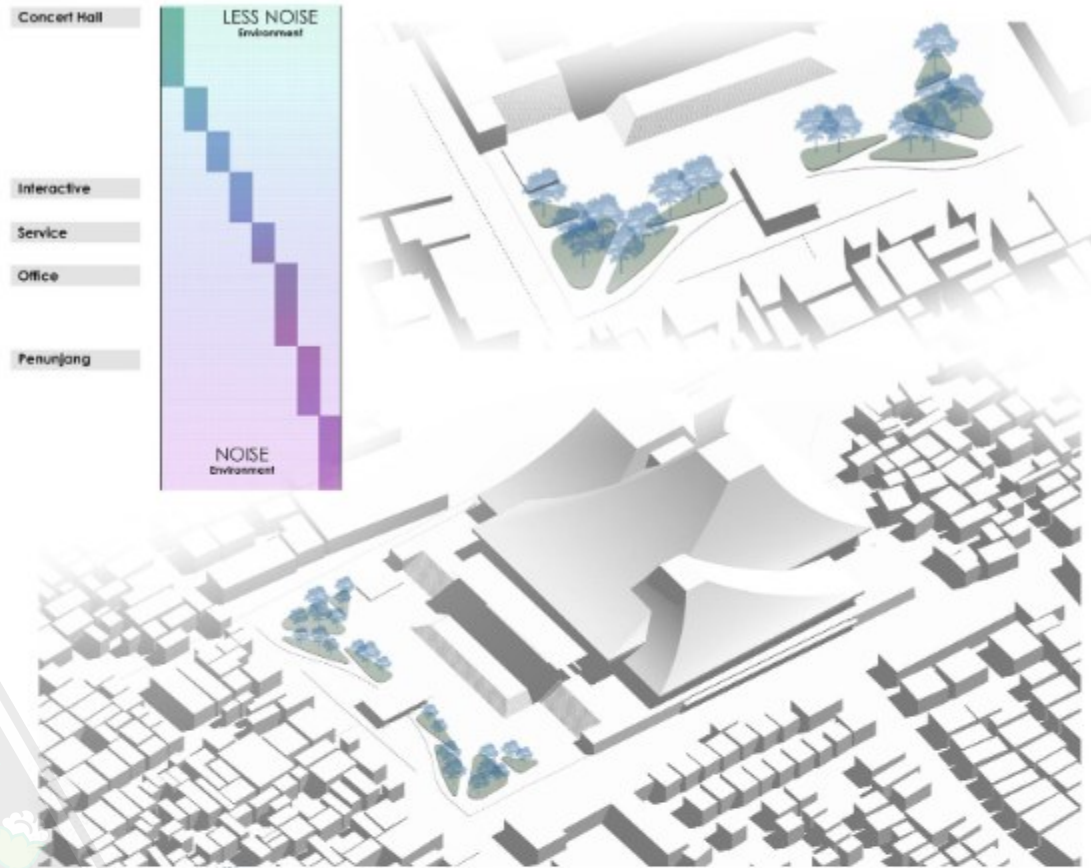 Concert Hall
LESS NOISE
Environment
Interactive
Service
Office
Penunjang
NOISE
Environment